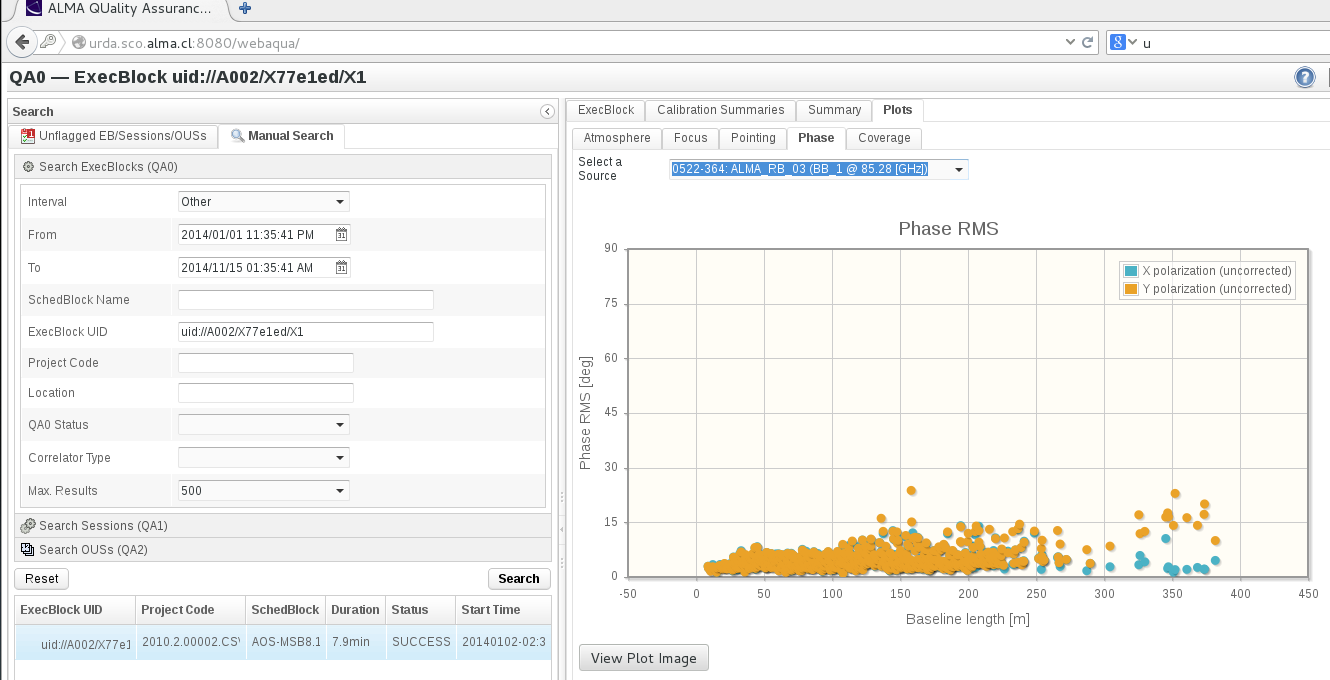 ALMA QUality Assuranc...
urda.sco.alma.cl:8080/webaqua/
8 u
QA0 — ExecBlock uid://A002/X77e1ed/X1
?
Search
Unflagged EB/Sessions/OUSs Manual Search
Search ExecBlocks (QA0)
Interval Other
From 2014/01/01 11:35:41 PM
To 2014/11/15 01:35:41 AM
SchedBlock Name
ExecBlock UID uid://A002/X77e1ed/X1
Project Code
Location
QA0 Status
Correlator Type
Max. Results 500
Search Sessions (QA1)
Search OUSs (QA2)
Reset Search
ExecBlock UID Project Code SchedBlock Duration Status Start Time
uid://A002/X77e1 2010.2.00002.CSV AOS-MSB8.1 7.9min SUCCESS 20140102-02:3
ExecBlock Calibration Summaries Summary Plots
Atmosphere Focus Pointing Phase Coverage
Select a
Source
0522-364: ALMA_RB_03 (BB_1 @ 85.28 [GHz])
Phase RMS
X polarization (uncorrected)
Y polarization (uncorrected)
Phase RMS [deg]
90
75
60
45
30
15
0
-50 0 50 100 150 200 250 300 350 400 450
Baseline length [m]
View Plot Image